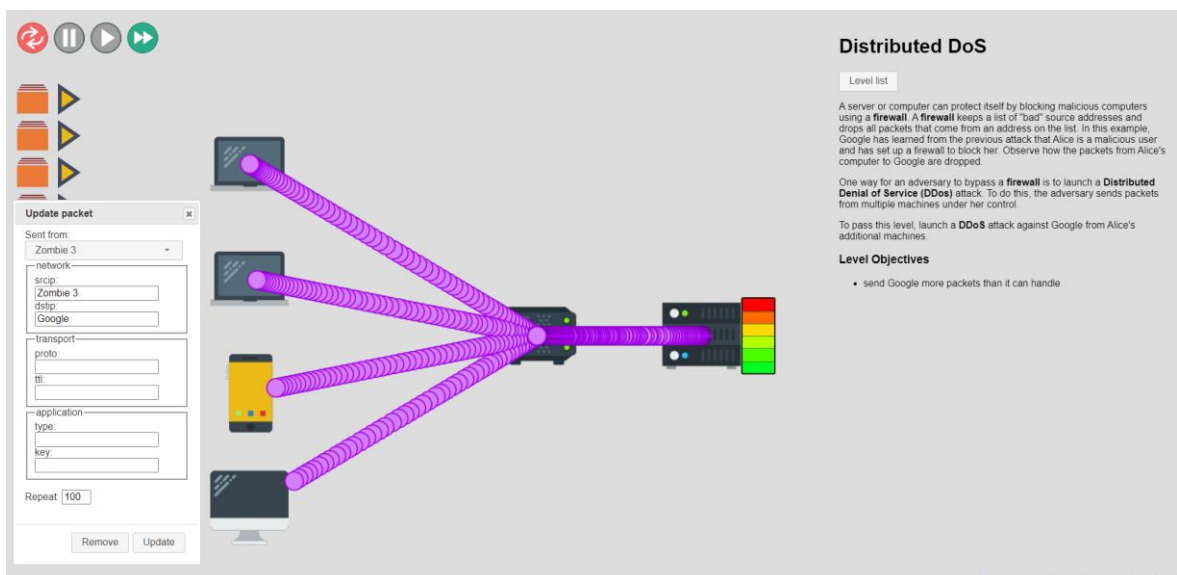 Distributed DoS
Level list
A server or computer can protect itself by blocking malicious computers
using a firewall. A firewall keeps a list of "bad" source addresses and
drops all packets that come from an address on the list. In this example,
Google has learned from the previous attack that Alice is a malicious user
and has set up a firewall to block her. Observe how the packets from Alice's
computer to Google are dropped.
One way for an adversary to bypass a firewall is to launch a Distributed
Denial of Service (DDos) attack. To do this, the adversary sends packets
from multiple machines under her control.
To pass this level, launch a DDoS attack against Google from Alice's
additional machines.
Level Objectives
• send Google more packets than it can handle
Update packet
Sent from:
Zombie 3
network
srcip:
Zombie 3
dstip:
Google
transport
proto:
ttl:
application
type:
key:
Repeat: 100
Remove Update